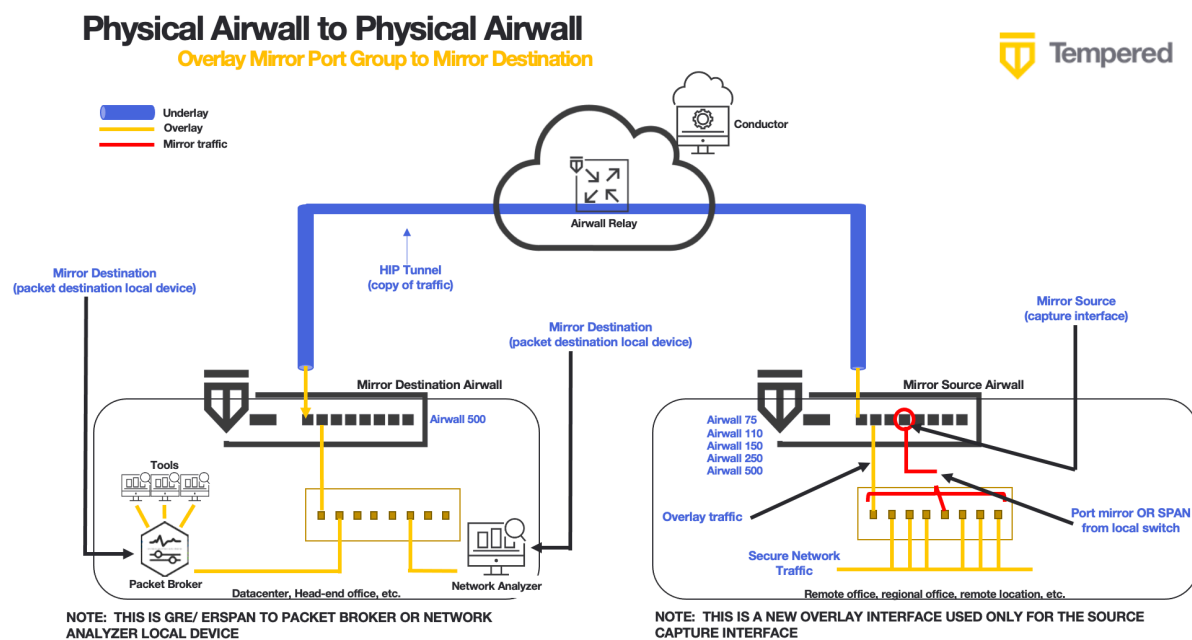 Physical Airwall to Physical Airwall
Overlay Mirror Port Group to Mirror Destination
Tempered
Underlay
Overlay
Mirror traffic
Conductor
Airwall Relay
HIP Tunnel
(copy of traffic)
Mirror Destination
(packet destination local device)
Mirror Destination
(packet destination local device)
Mirror Source
(capture interface)
Mirror Destination Airwall
Airwall 500
Mirror Source Airwall
Airwall 75
Airwall 110
Airwall 150
Airwall 250
Airwall 500
Tools
Packet Broker
Network Analyzer
Datacenter, Head-end office, etc.
Overlay traffic
Port mirror OR SPAN
from local switch
Secure Network
Traffic
Remote office, regional office, remote location, etc.
NOTE: THIS IS GRE/ ERSPAN TO PACKET BROKER OR NETWORK
ANALYZER LOCAL DEVICE
NOTE: THIS IS A NEW OVERLAY INTERFACE USED ONLY FOR THE SOURCE
CAPTURE INTERFACE